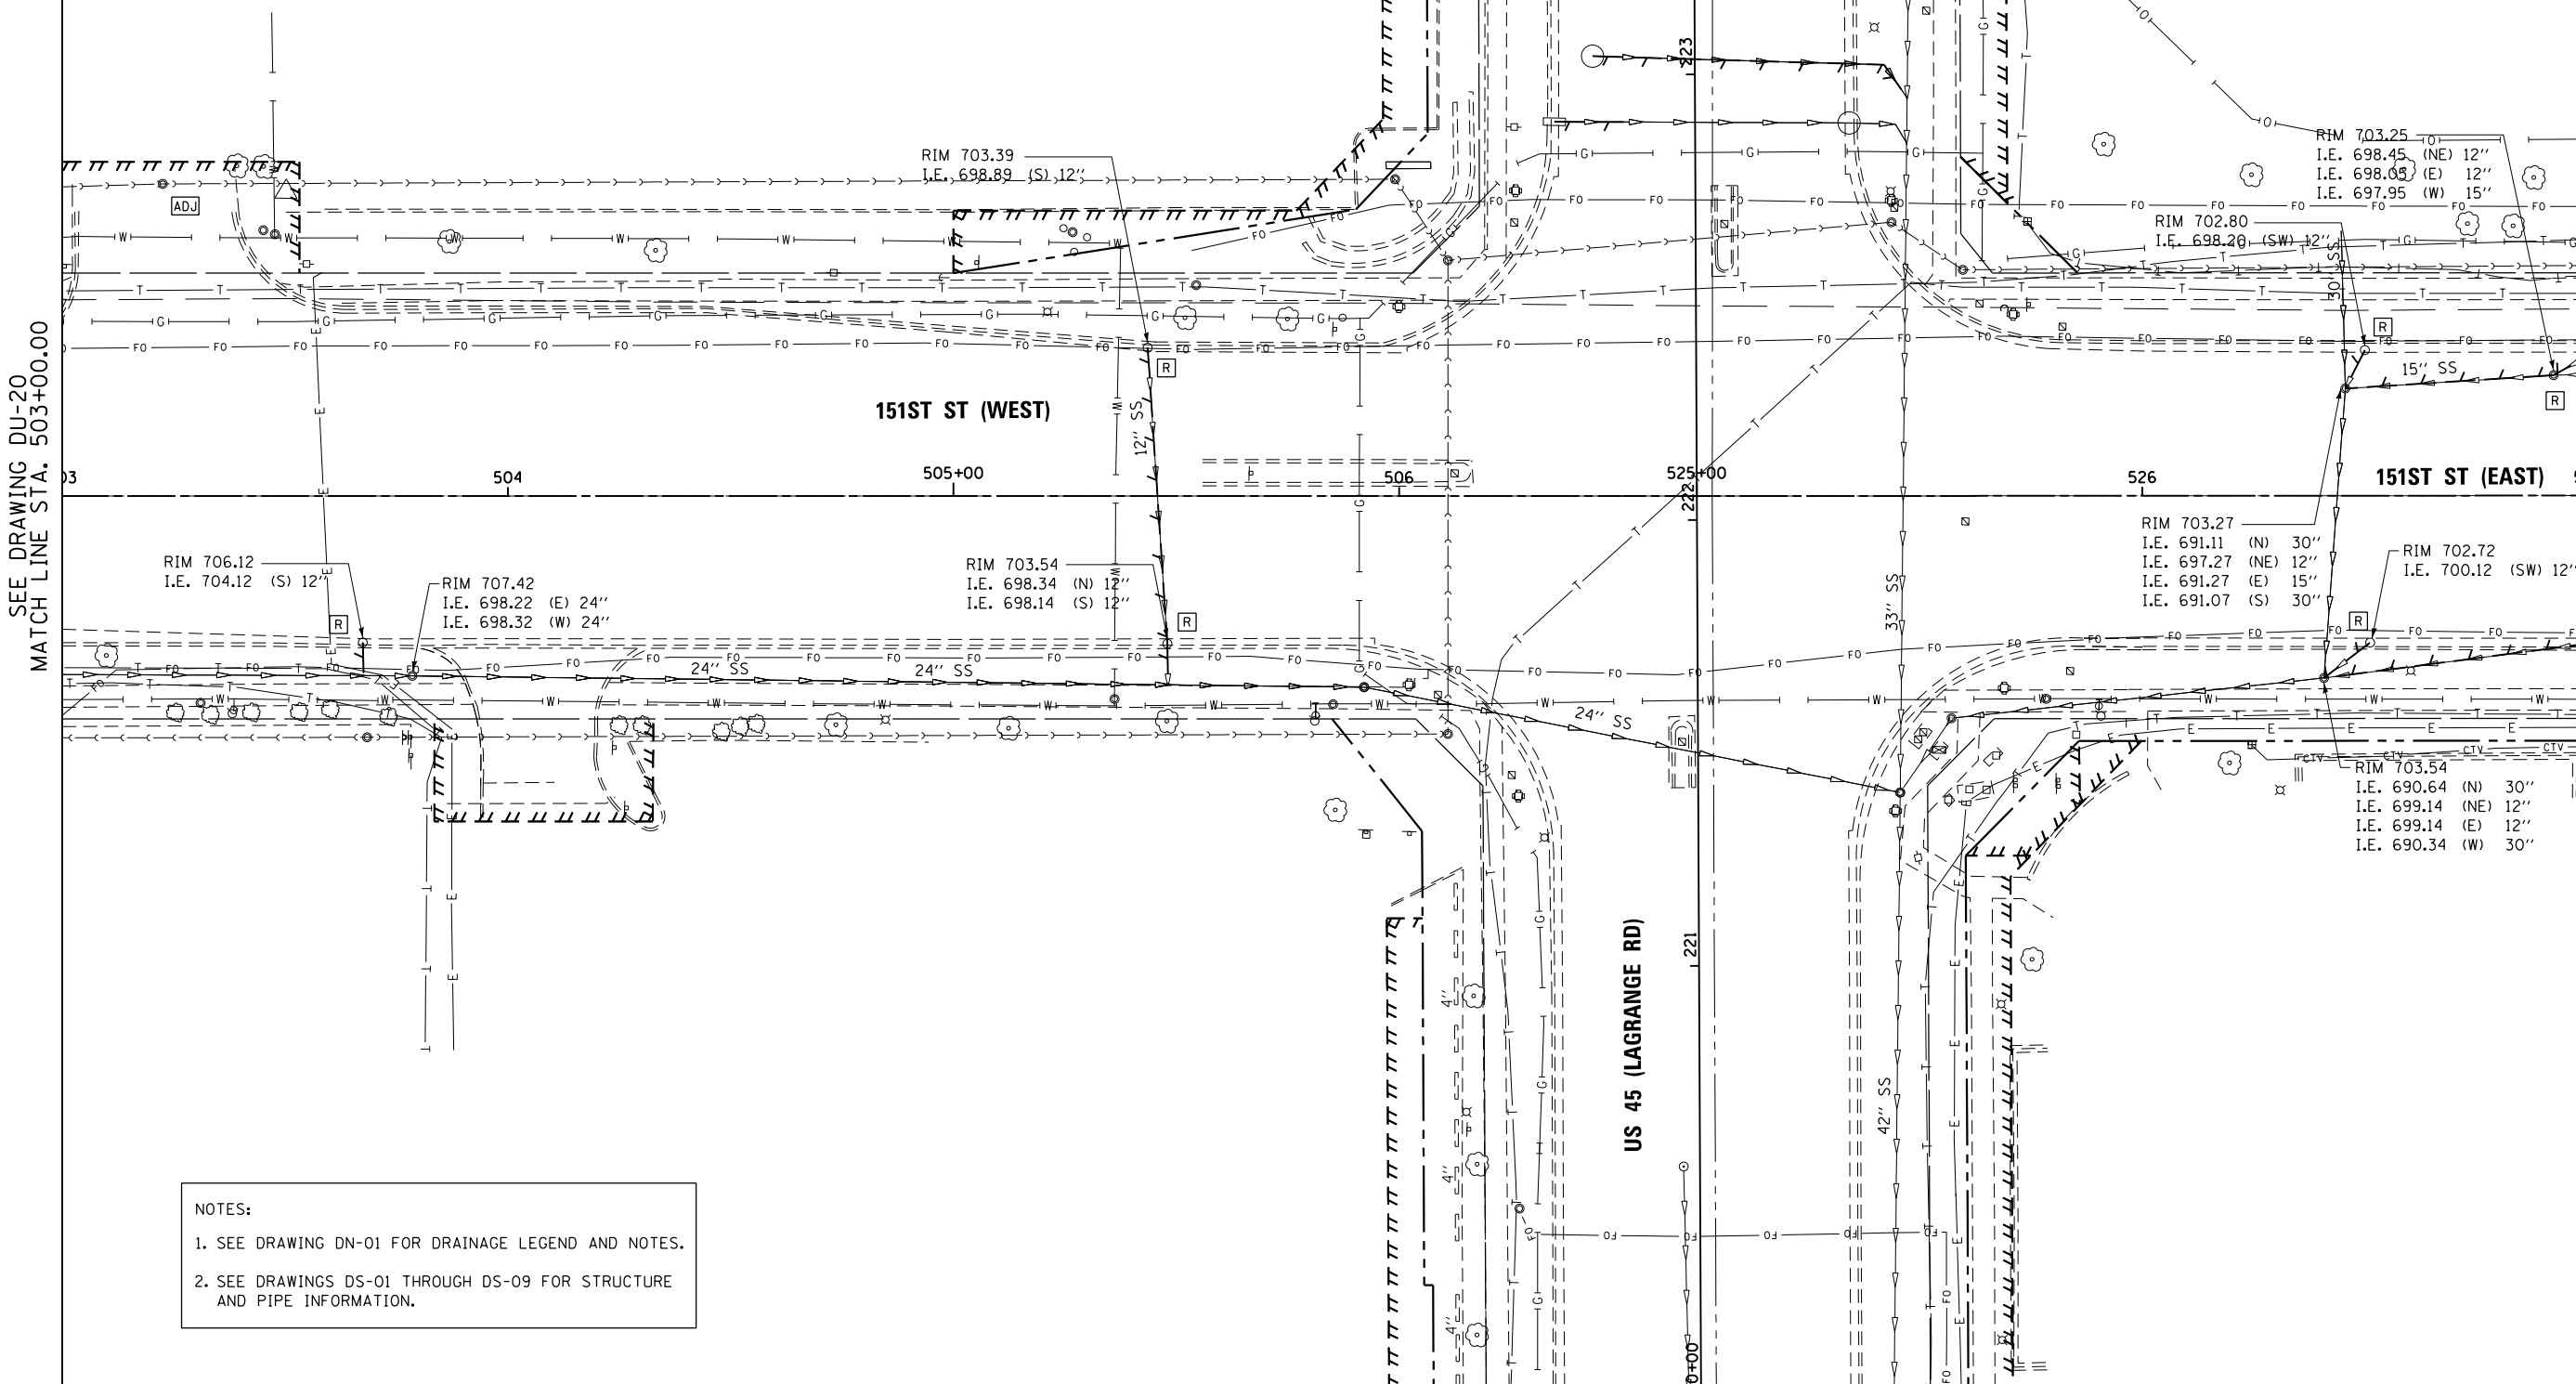 SEE DRAWING DU-20
MATCH LINE STA. 503+00.00
ADJ
RIM 703.39
I.E. 698.89 (S) 12''
223
RIM 703.25
I.E. 698.45 (NE) 12''
I.E. 698.05 (E) 12''
I.E. 697.95 (W) 15''
RIM 702.80
I.E. 698.20 (SW) 12''
30'' SS
R
15'' SS
R
R
12'' SS
151ST ST (WEST)
03
504
505+00
506
525+00
222
526
151ST ST (EAST)
RIM 706.12
I.E. 704.12 (S) 12''
R
RIM 707.42
I.E. 698.22 (E) 24''
I.E. 698.32 (W) 24''
RIM 703.54
I.E. 698.34 (N) 12''
I.E. 698.14 (S) 12''
R
RIM 703.27
I.E. 691.11 (N) 30''
I.E. 697.27 (NE) 12''
I.E. 691.27 (E) 15''
I.E. 691.07 (S) 30''
RIM 702.72
I.E. 700.12 (SW) 12''
R
33'' SS
24'' SS
24'' SS
24'' SS
RIM 703.54
I.E. 690.64 (N) 30''
I.E. 699.14 (NE) 12''
I.E. 699.14 (E) 12''
I.E. 690.34 (W) 30''
US 45 (LAGRANGE RD)
221
42'' SS
4''
4''
4''
0+00
NOTES:
1. SEE DRAWING DN-01 FOR DRAINAGE LEGEND AND NOTES.
2. SEE DRAWINGS DS-01 THROUGH DS-09 FOR STRUCTURE
AND PIPE INFORMATION.